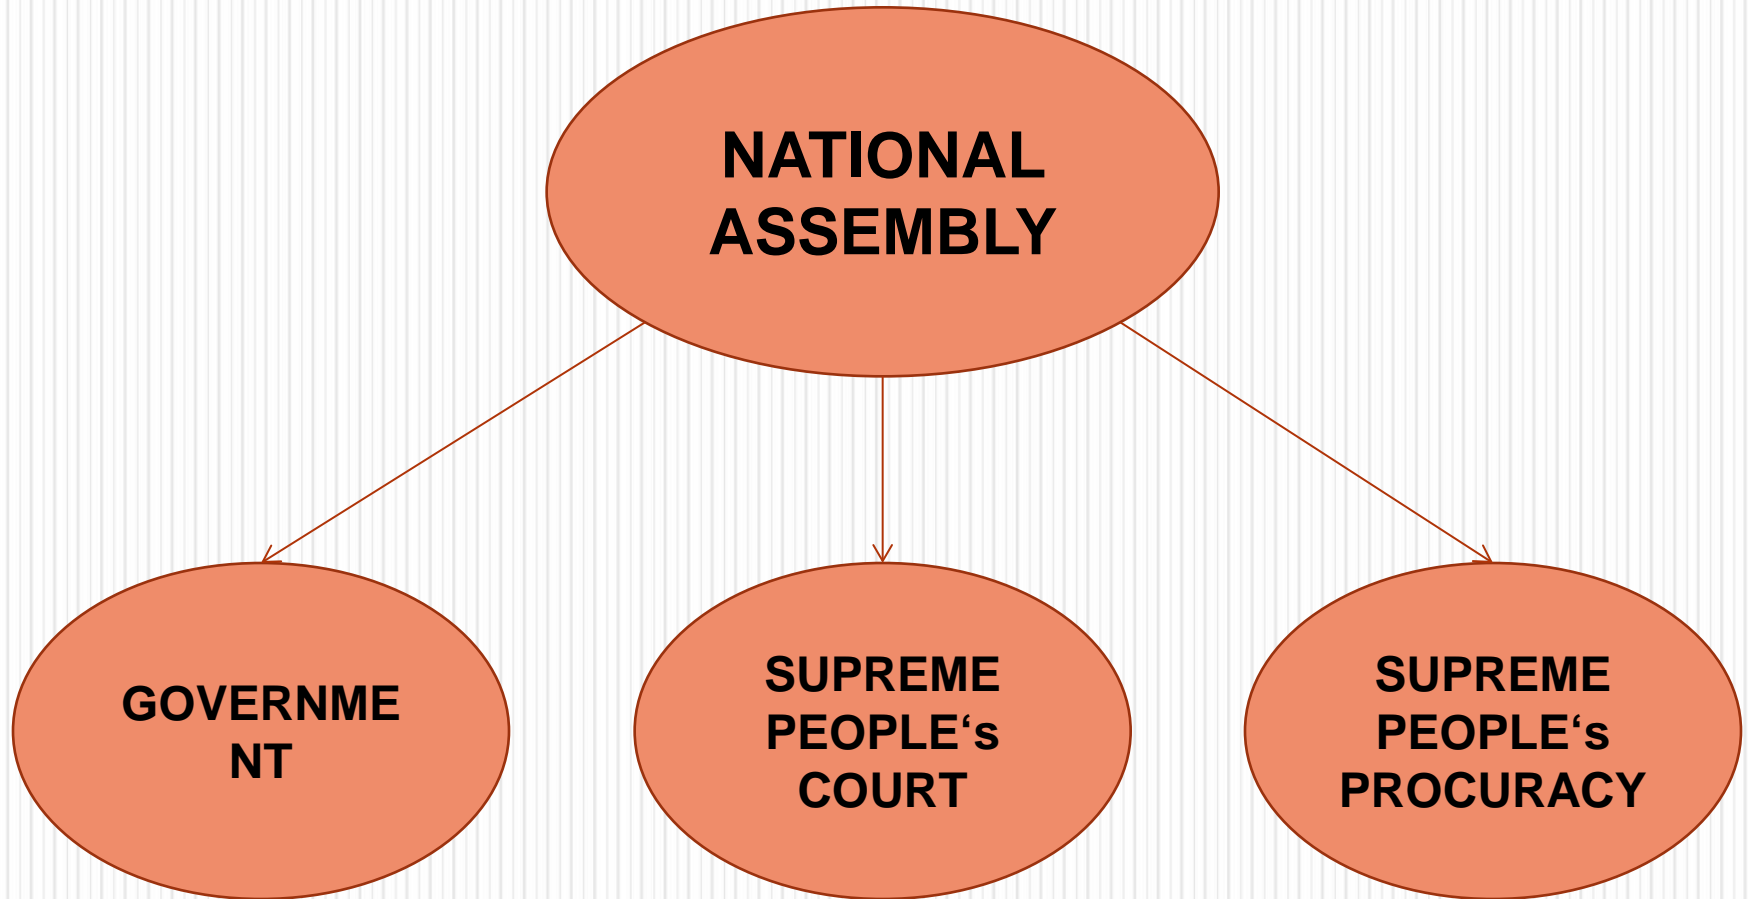 NATIONAL
ASSEMBLY
GOVERNME
NT
SUPREME
PEOPLE‘s
COURT
SUPREME
PEOPLE‘s
PROCURACY